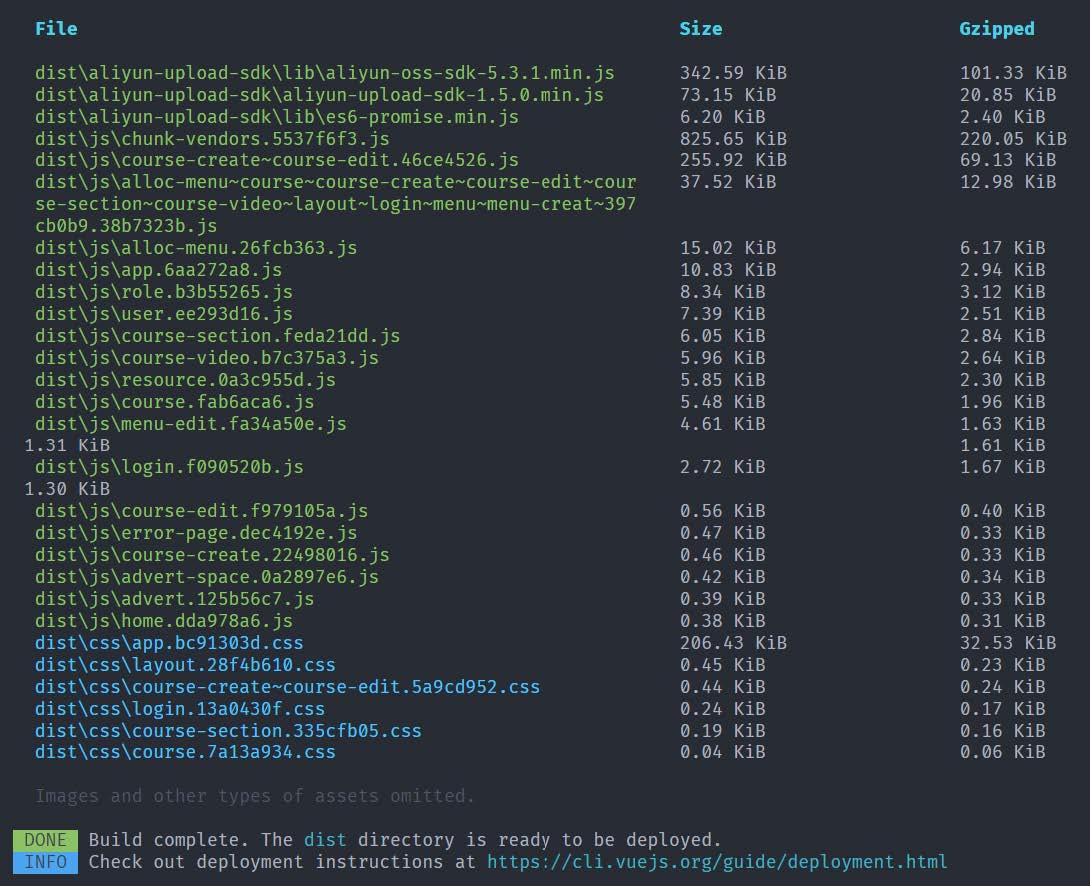 File Size Gzipped
dist\aliyun-upload-sdk\lib\aliyun-oss-sdk-5.3.1.min.js 342.59 KiB 101.33 KiB
dist\aliyun-upload-sdk\aliyun-upload-sdk-1.5.0.min.js 73.15 KiB 20.85 KiB
dist\aliyun-upload-sdk\lib\es6-promise.min.js 6.20 KiB 2.40 KiB
dist\js\chunk-vendors.5537f6f3.js 825.65 KiB 220.05 KiB
dist\js\course-create~course-edit.46ce4526.js 255.92 KiB 69.13 KiB
dist\js\alloc-menu~course~course-create~course-edit~cour 37.52 KiB 12.98 KiB
se-section~course-video~layout~login~menu~menu-creat~397
cb0b9.38b7323b.js
dist\js\alloc-menu.26fcb363.js 15.02 KiB 6.17 KiB
dist\js\app.6aa272a8.js 10.83 KiB 2.94 KiB
dist\js\role.b3b55265.js 8.34 KiB 3.12 KiB
dist\js\user.ee293d16.js 7.39 KiB 2.51 KiB
dist\js\course-section.feda21dd.js 6.05 KiB 2.84 KiB
dist\js\course-video.b7c375a3.js 5.96 KiB 2.64 KiB
dist\js\resource.0a3c955d.js 5.85 KiB 2.30 KiB
dist\js\course.fab6aca6.js 5.48 KiB 1.96 KiB
dist\js\menu-edit.fa34a50e.js 4.61 KiB 1.63 KiB
1.31 KiB 1.61 KiB
dist\js\login.f090520b.js 2.72 KiB 1.67 KiB
1.30 KiB
dist\js\course-edit.f979105a.js 0.56 KiB 0.40 KiB
dist\js\error-page.dec4192e.js 0.47 KiB 0.33 KiB
dist\js\course-create.22498016.js 0.46 KiB 0.33 KiB
dist\js\advert-space.0a2897e6.js 0.42 KiB 0.34 KiB
dist\js\advert.125b56c7.js 0.39 KiB 0.33 KiB
dist\js\home.dda978a6.js 0.38 KiB 0.31 KiB
dist\css\app.bc91303d.css 206.43 KiB 32.53 KiB
dist\css\layout.28f4b610.css 0.45 KiB 0.23 KiB
dist\css\course-create~course-edit.5a9cd952.css 0.44 KiB 0.24 KiB
dist\css\login.13a0430f.css 0.24 KiB 0.17 KiB
dist\css\course-section.335cfb05.css 0.19 KiB 0.16 KiB
dist\css\course.7a13a934.css 0.04 KiB 0.06 KiB
Images and other types of assets omitted.
DONE Build complete. The dist directory is ready to be deployed.
INFO Check out deployment instructions at https://cli.vuejs.org/guide/deployment.html